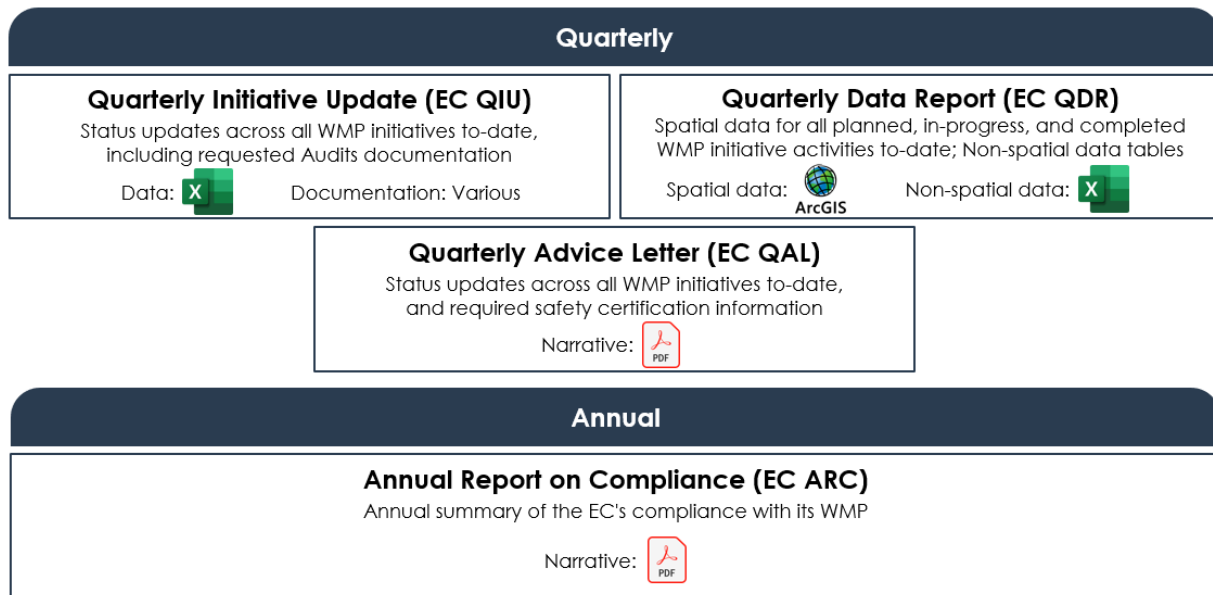 Quarterly
Quarterly Initiative Update (EC QIU)
Status updates across all WMP initiatives to-date,
including requested Audits documentation
Data: X
Documentation: Various
Quarterly Data Report (EC QDR)
Spatial data for all planned, in-progress, and completed
WMP initiative activities to-date; Non-spatial data tables
Spatial data: ArcGIS
Non-spatial data: X
Quarterly Advice Letter (EC QAL)
Status updates across all WMP initiatives to-date,
and required safety certification information
Narrative: PDF
Annual
Annual Report on Compliance (EC ARC)
Annual summary of the EC's compliance with its WMP
Narrative: PDF